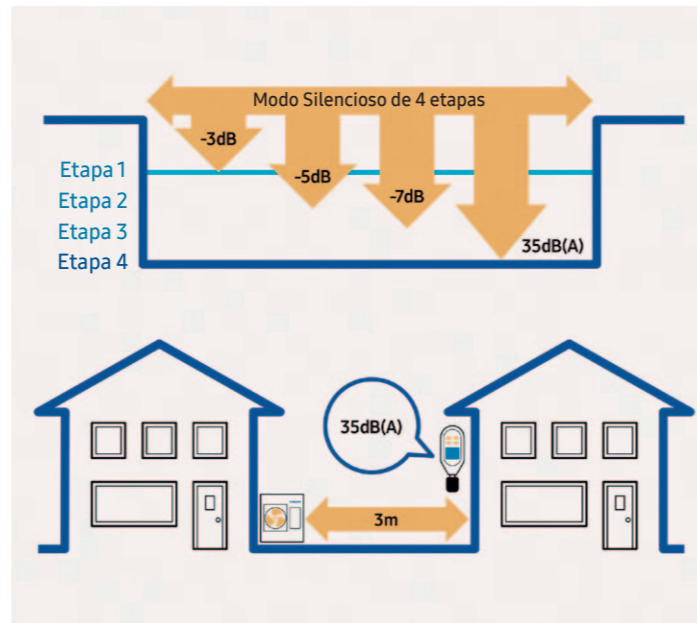 Modo Silencioso de 4 etapas
-3dB
Etapa 1
-5dB
Etapa 2
-7dB
Etapa 3
35dB(A)
Etapa 4
35dB(A)
3m